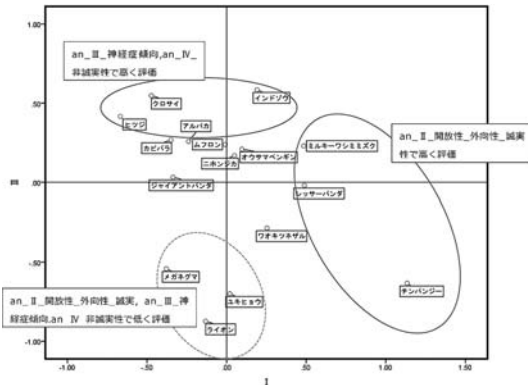 1.00
an_Ⅲ_神経症傾向,an_Ⅳ_
非誠実性で高く評価
クロサイ
インドゾウ
.50
ヒツジ
アルパカ
an_Ⅱ_開放性_外向性_誠実
性で高く評価
カピバラ
ムフロン
オウサマペンギン
ミルキーワシミミズク
ニホンジカ
Ⅱ
.00
ジャイアントパンダ
レッサーパンダ
ワオキツネザル
-.50
メガネグマ
チンパンジー
an_Ⅱ_開放性_外向性_誠実, an_Ⅲ_神
経症傾向,an_Ⅳ_非誠実性で低く評価
ユキヒョウ
ライオン
-1.00
-1.00
-.50
.00
.50
1.00
1.50
I